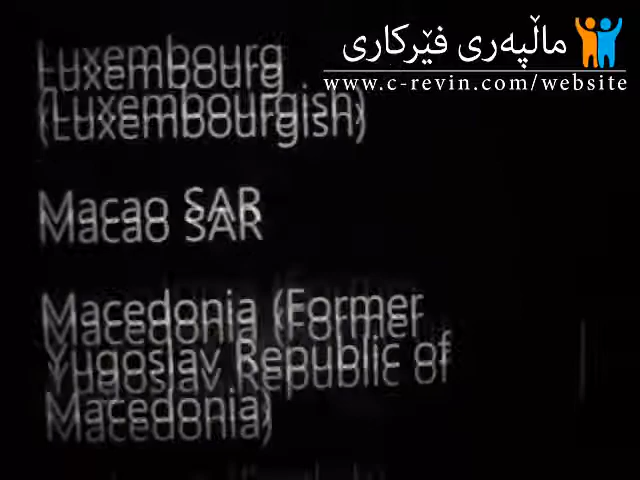 ماڵپەری فێرکاری
www.c-revin.com/website
Luxembourg
(Luxembourgish)
Macao SAR
Macedonia (Former
Yugoslav Republic of
Macedonia)